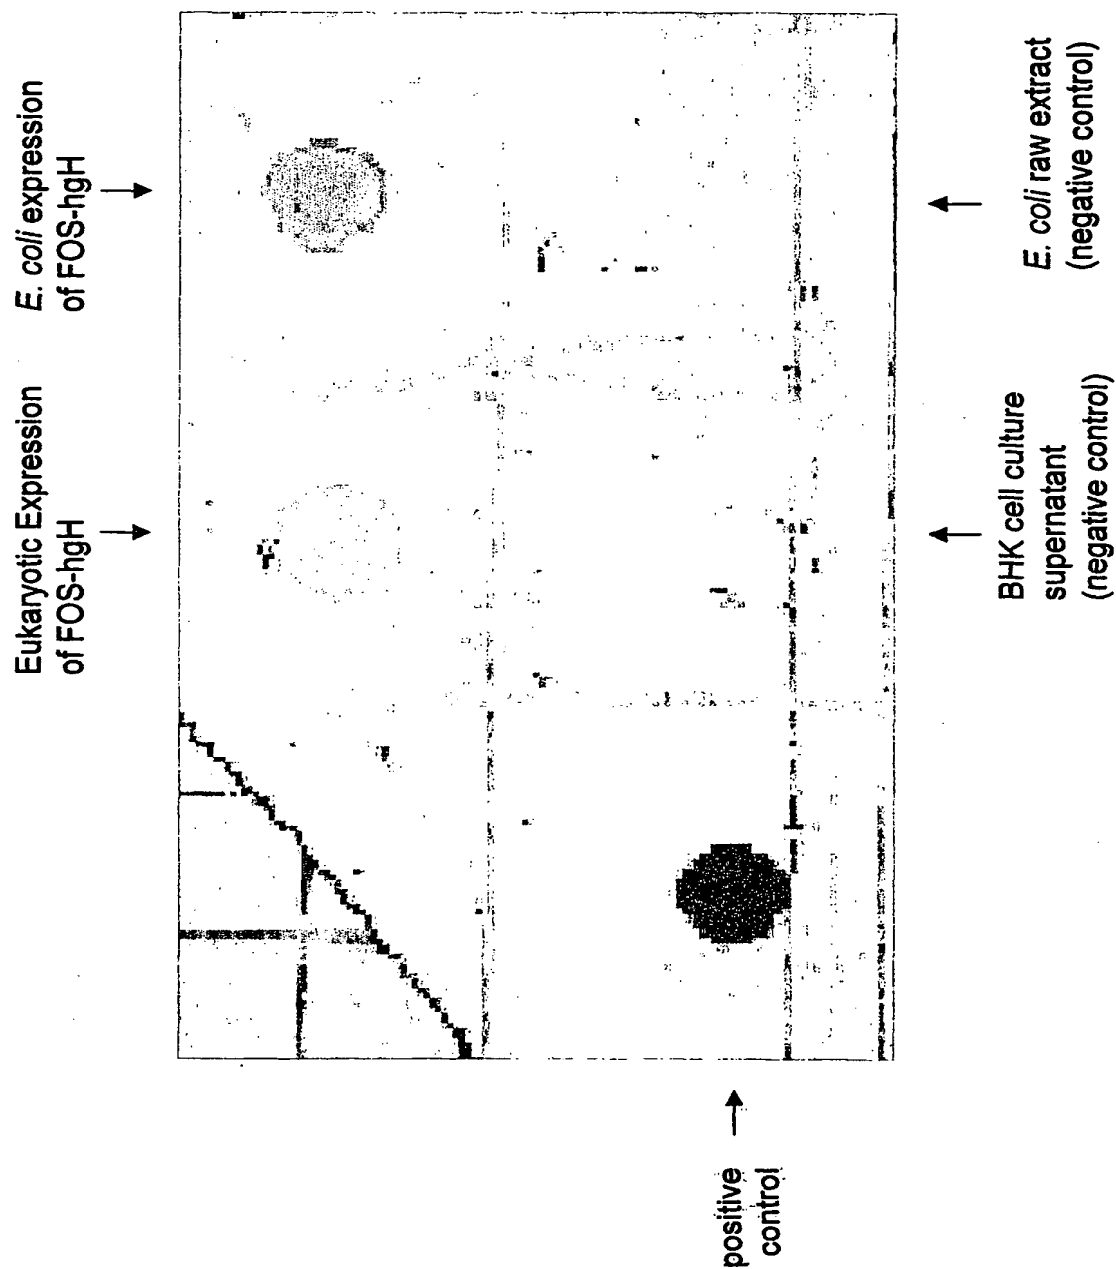 Eukaryotic Expression
of FOS-hgH
E. coli expression
of FOS-hgH
positive
control
BHK cell culture
supernatant
(negative control)
E. coli raw extract
(negative control)